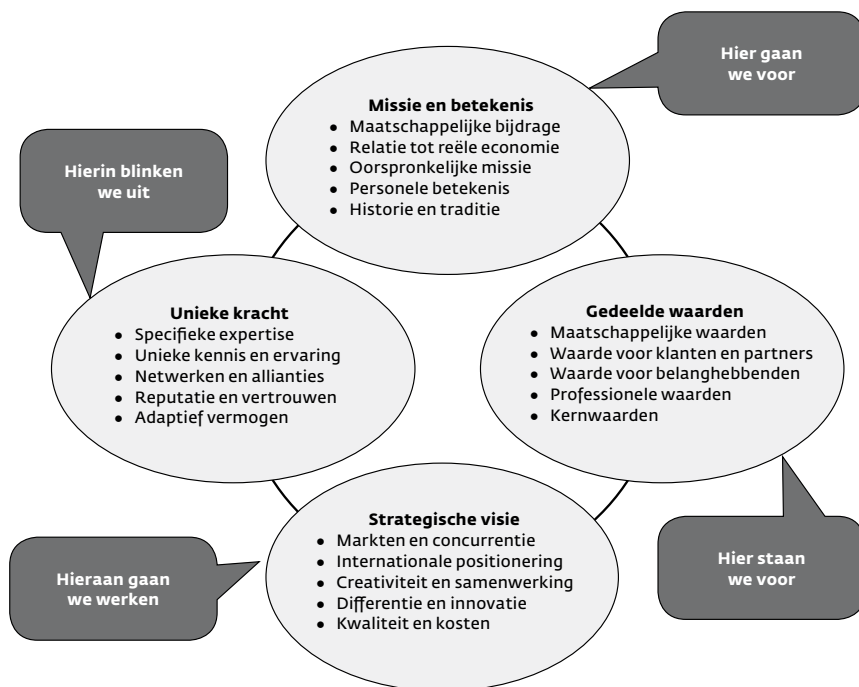 Hier gaan
we voor
Missie en betekenis
• Maatschappelijke bijdrage
• Relatie tot reële economie
• Oorspronkelijke missie
• Personele betekenis
• Historie en traditie
Hierin blinken
we uit
Unieke kracht
• Specifieke expertise
• Unieke kennis en ervaring
• Netwerken en allianties
• Reputatie en vertrouwen
• Adaptief vermogen
Gedeelde waarden
• Maatschappelijke waarden
• Waarde voor klanten en partners
• Waarde voor belanghebbenden
• Professionele waarden
• Kernwaarden
Strategische visie
• Markten en concurrentie
• Internationale positionering
• Creativiteit en samenwerking
• Differentie en innovatie
• Kwaliteit en kosten
Hieraan gaan
we werken
Hier staan
we voor